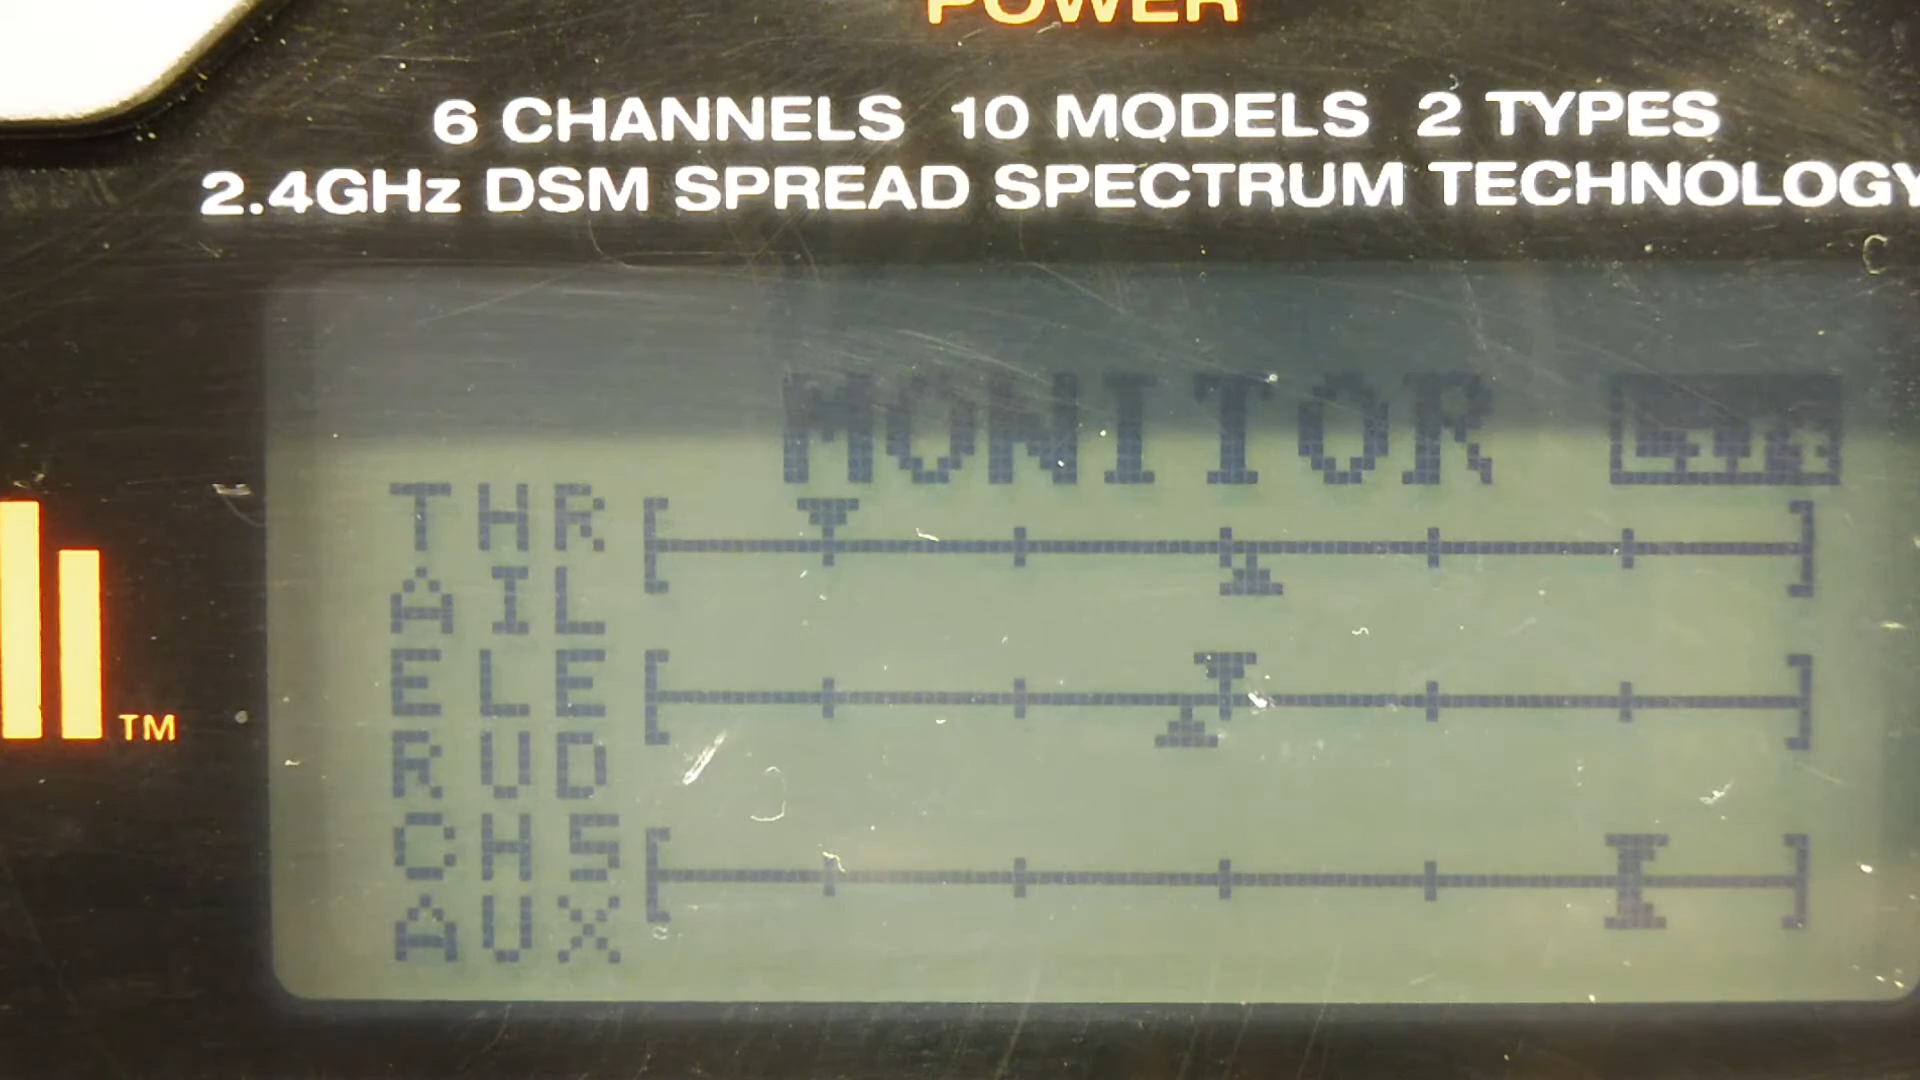 POWER
6 CHANNELS 10 MODELS 2 TYPES
2.4GHz DSM SPREAD SPECTRUM TECHNOLOGY
MONITOR
THR
AIL
ELE
RUD
CH5
AUX
TM